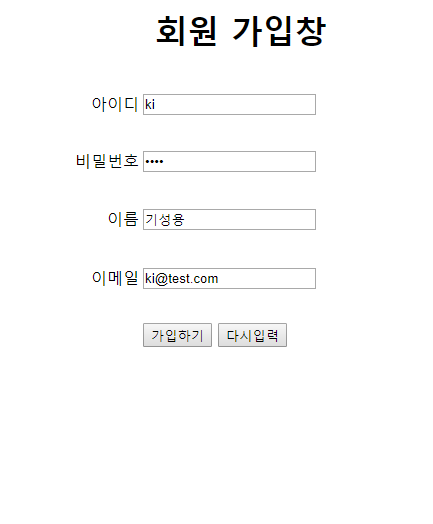 회원 가입창
아이디 ki
비밀번호 ••••
이름 기성용
이메일 ki@test.com
가입하기 다시입력